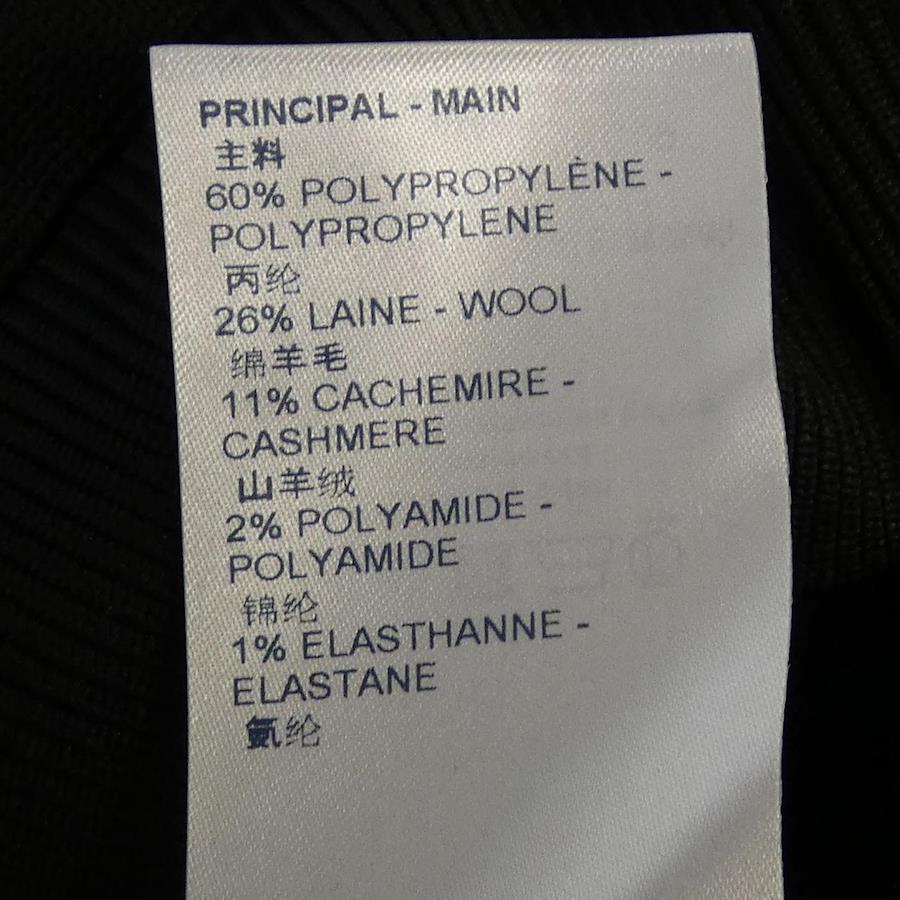 PRINCIPAL - MAIN
主料
60% POLYPROPYLÈNE -
POLYPROPYLENE
丙纶
26% LAINE - WOOL
绵羊毛
11% CACHEMIRE -
CASHMERE
山羊绒
2% POLYAMIDE -
POLYAMIDE
锦纶
1% ELASTHANNE -
ELASTANE
氨纶